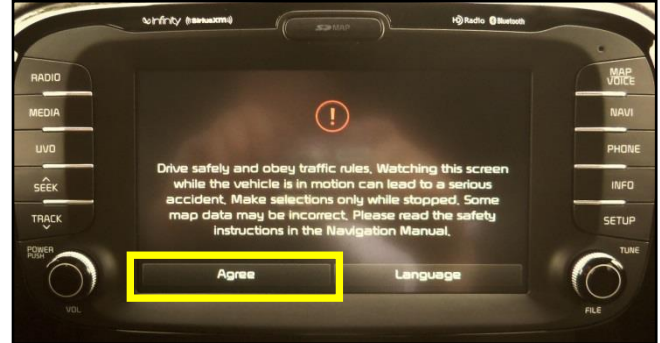 infinity ((SiriusXM))
SD MAP
HD Radio Bluetooth
RADIO
MEDIA
UVO
SEEK
TRACK
POWER
PUSH
VOL
!
Drive safely and obey traffic rules. Watching this screen
while the vehicle is in motion can lead to a serious
accident. Make selections only while stopped. Some
map data may be incorrect. Please read the safety
instructions in the Navigation Manual.
Agree
Language
MAP
VOICE
NAVI
PHONE
INFO
SETUP
TUNE
FILE